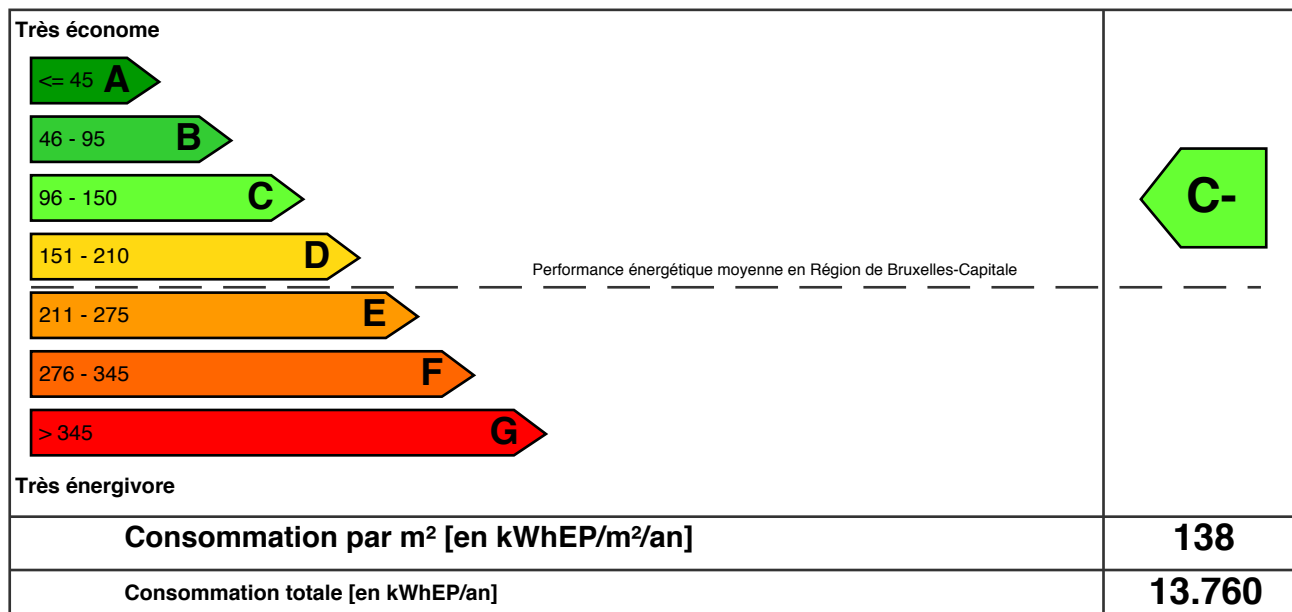 Très économe
<= 45 A
46 - 95 B
96 - 150 C
C-
151 - 210 D
Performance énergétique moyenne en Région de Bruxelles-Capitale
211 - 275 E
276 - 345 F
> 345 G
Très énergivore
Consommation par m² [en kWhEP/m²/an] 138
Consommation totale [en kWhEP/an] 13.760